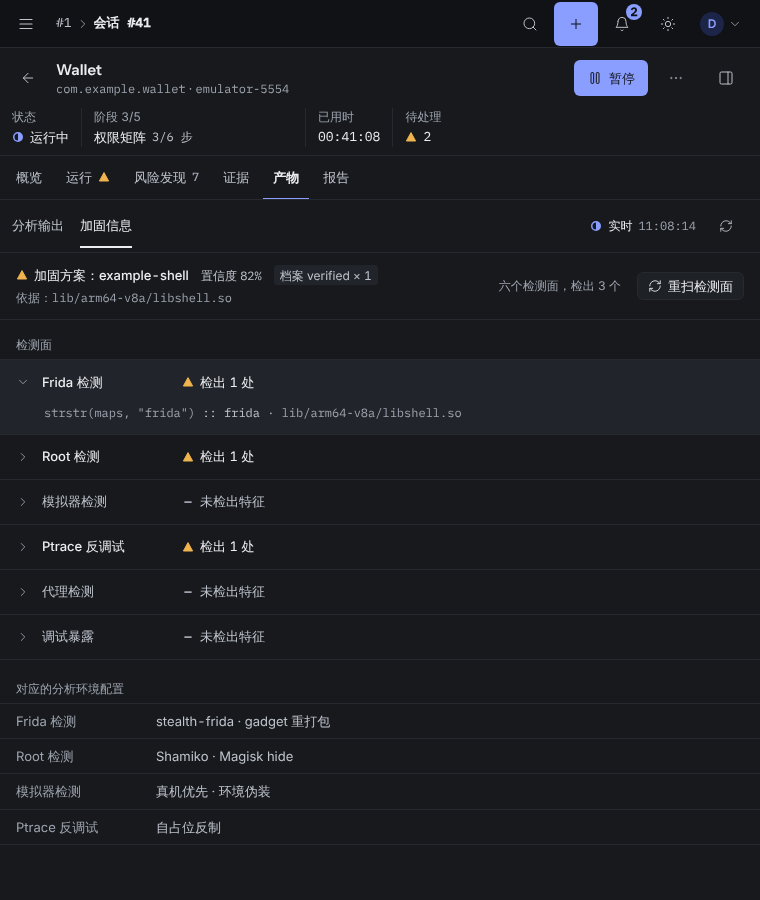 #1 会话 #41
2
D
Wallet
com.example.wallet · emulator-5554
暂停
状态 阶段 3/5 已用时 待处理
运行中 权限矩阵 3/6 步 00:41:08 2
概览 运行 风险发现 7 证据 产物 报告
分析输出 加固信息 实时 11:08:14
加固方案：example-shell 置信度 82% 档案 verified × 1
依据：lib/arm64-v8a/libshell.so
六个检测面，检出 3 个 重扫检测面
检测面
Frida 检测 检出 1 处
strstr(maps, "frida") :: frida · lib/arm64-v8a/libshell.so
Root 检测 检出 1 处
模拟器检测 — 未检出特征
Ptrace 反调试 检出 1 处
代理检测 — 未检出特征
调试暴露 — 未检出特征
对应的分析环境配置
Frida 检测 stealth-frida · gadget 重打包
Root 检测 Shamiko · Magisk hide
模拟器检测 真机优先 · 环境伪装
Ptrace 反调试 自占位反制